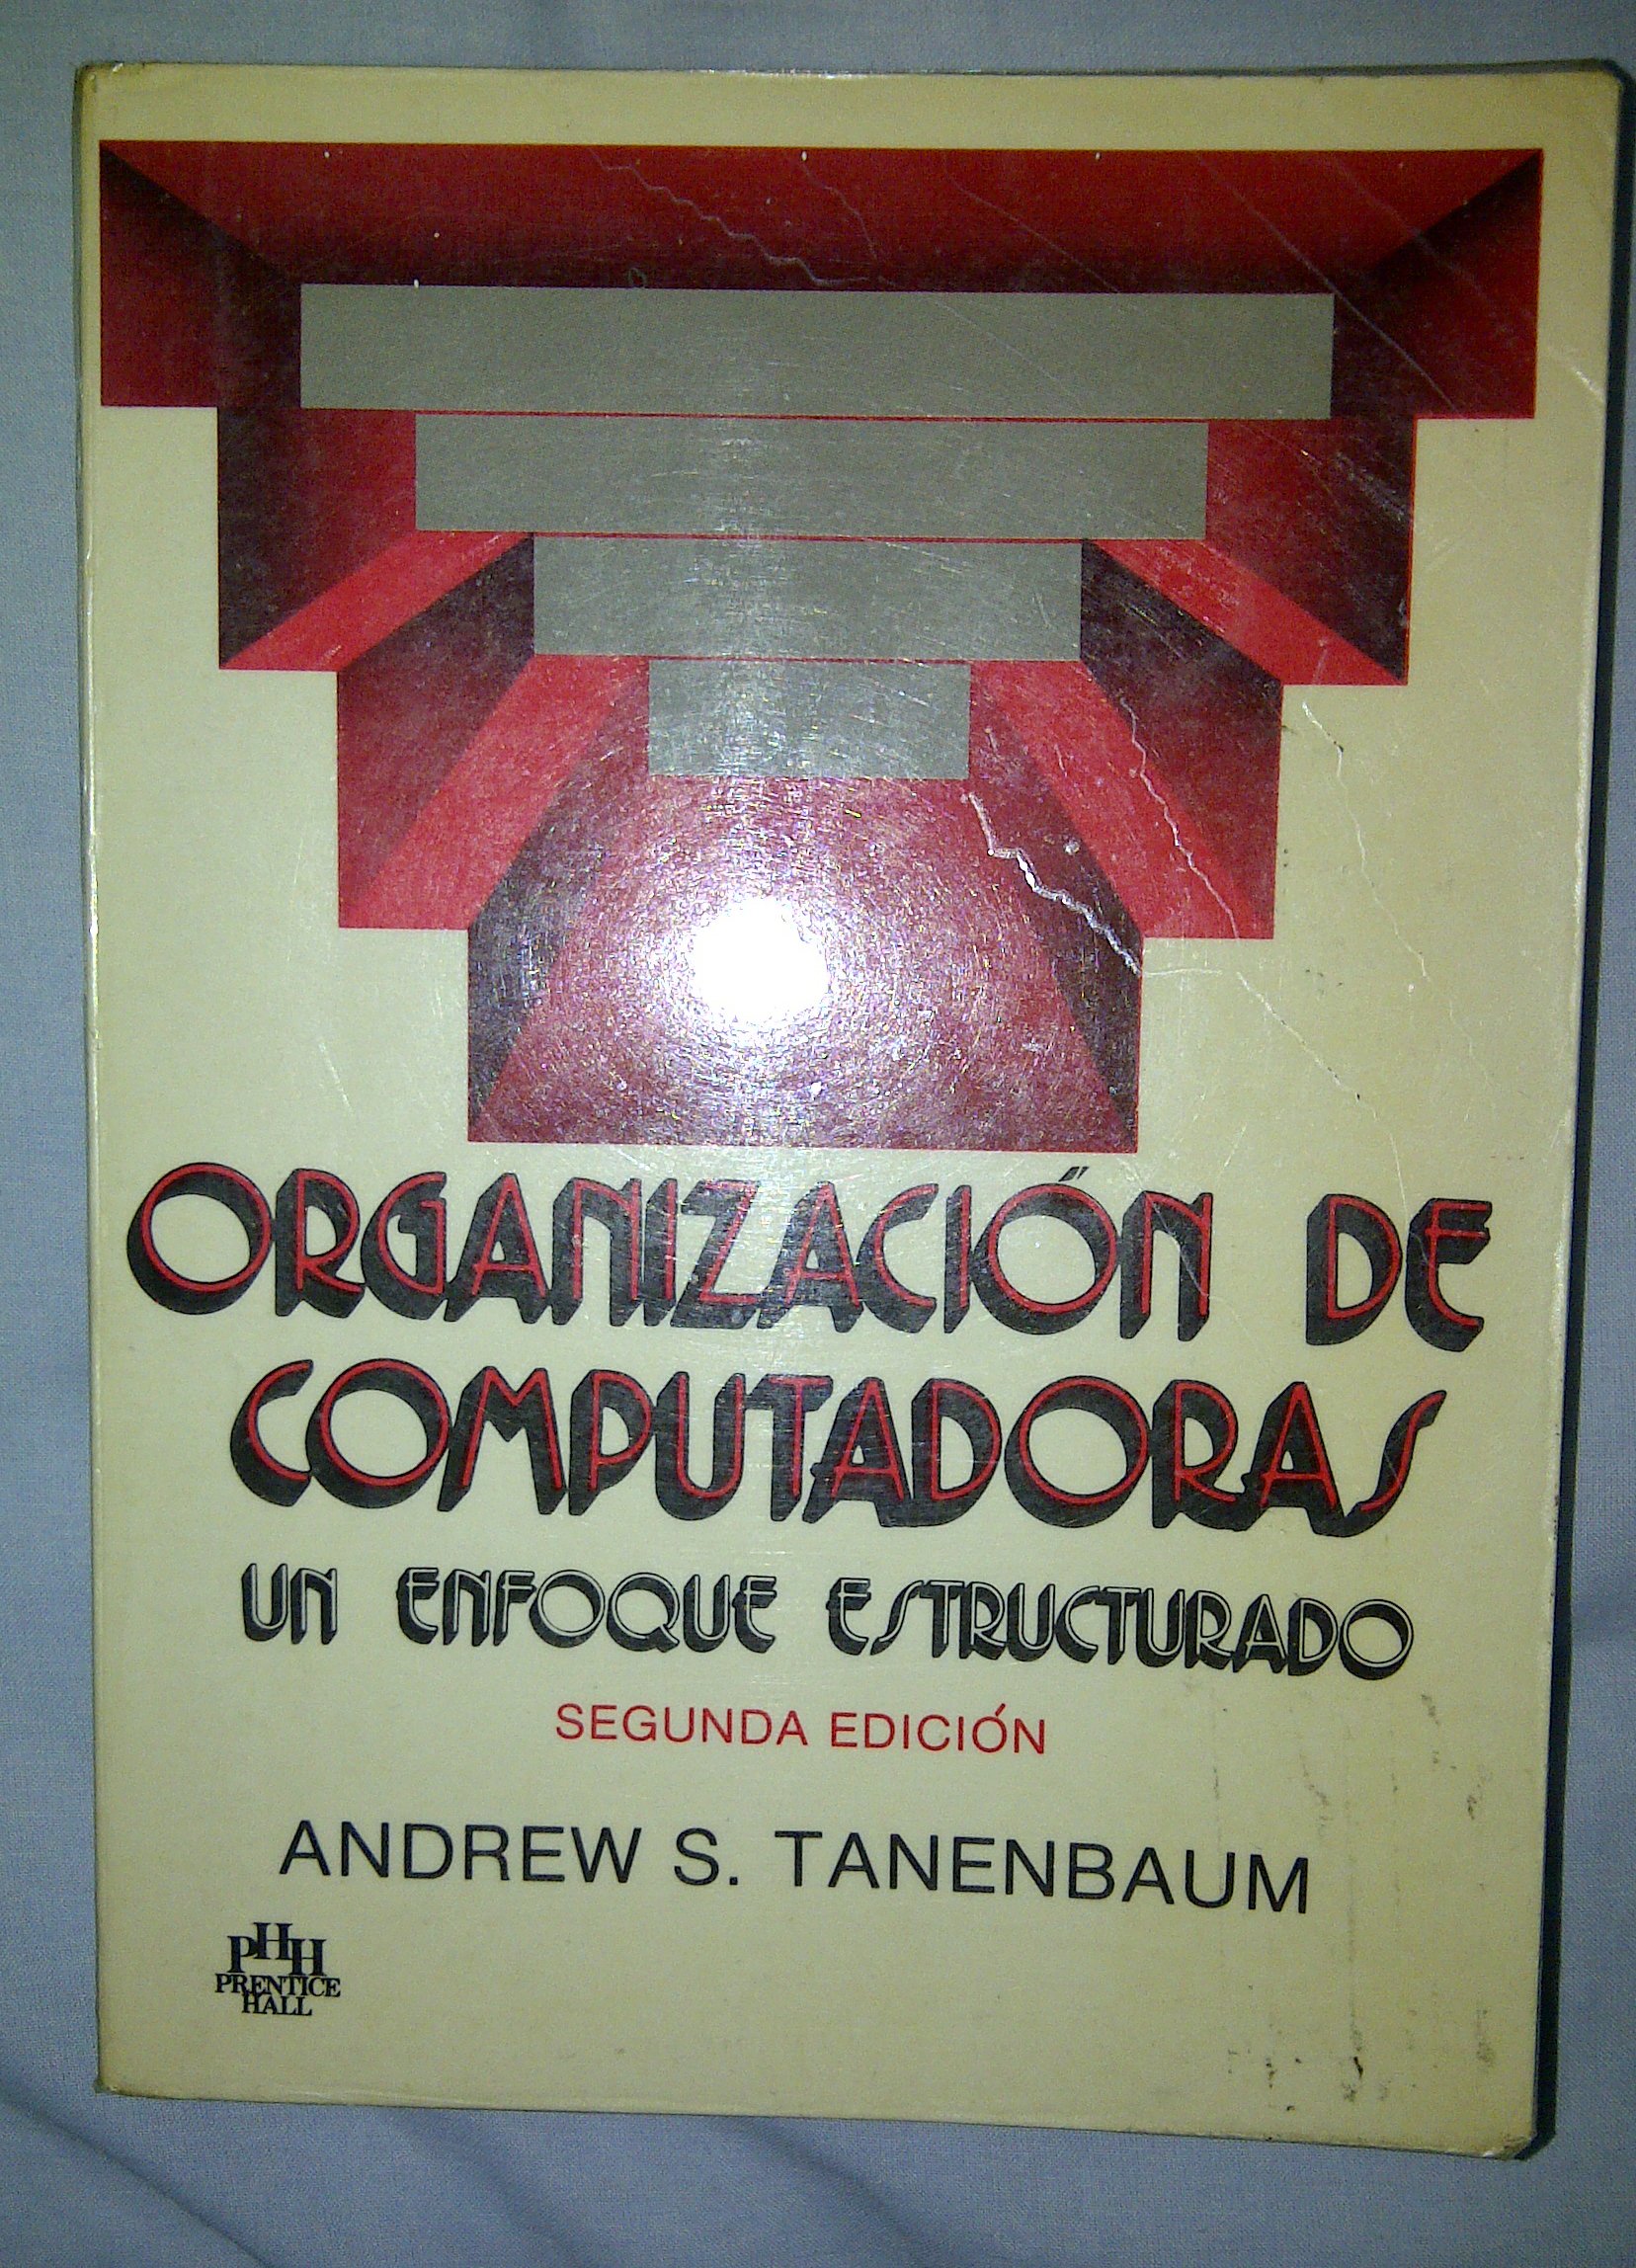 ORGANIZACIÓN DE
COMPUTADORAS
UN ENFOQUE ESTRUCTURADO
SEGUNDA EDICIÓN
ANDREW S. TANENBAUM
PHH
PRENTICE
HALL